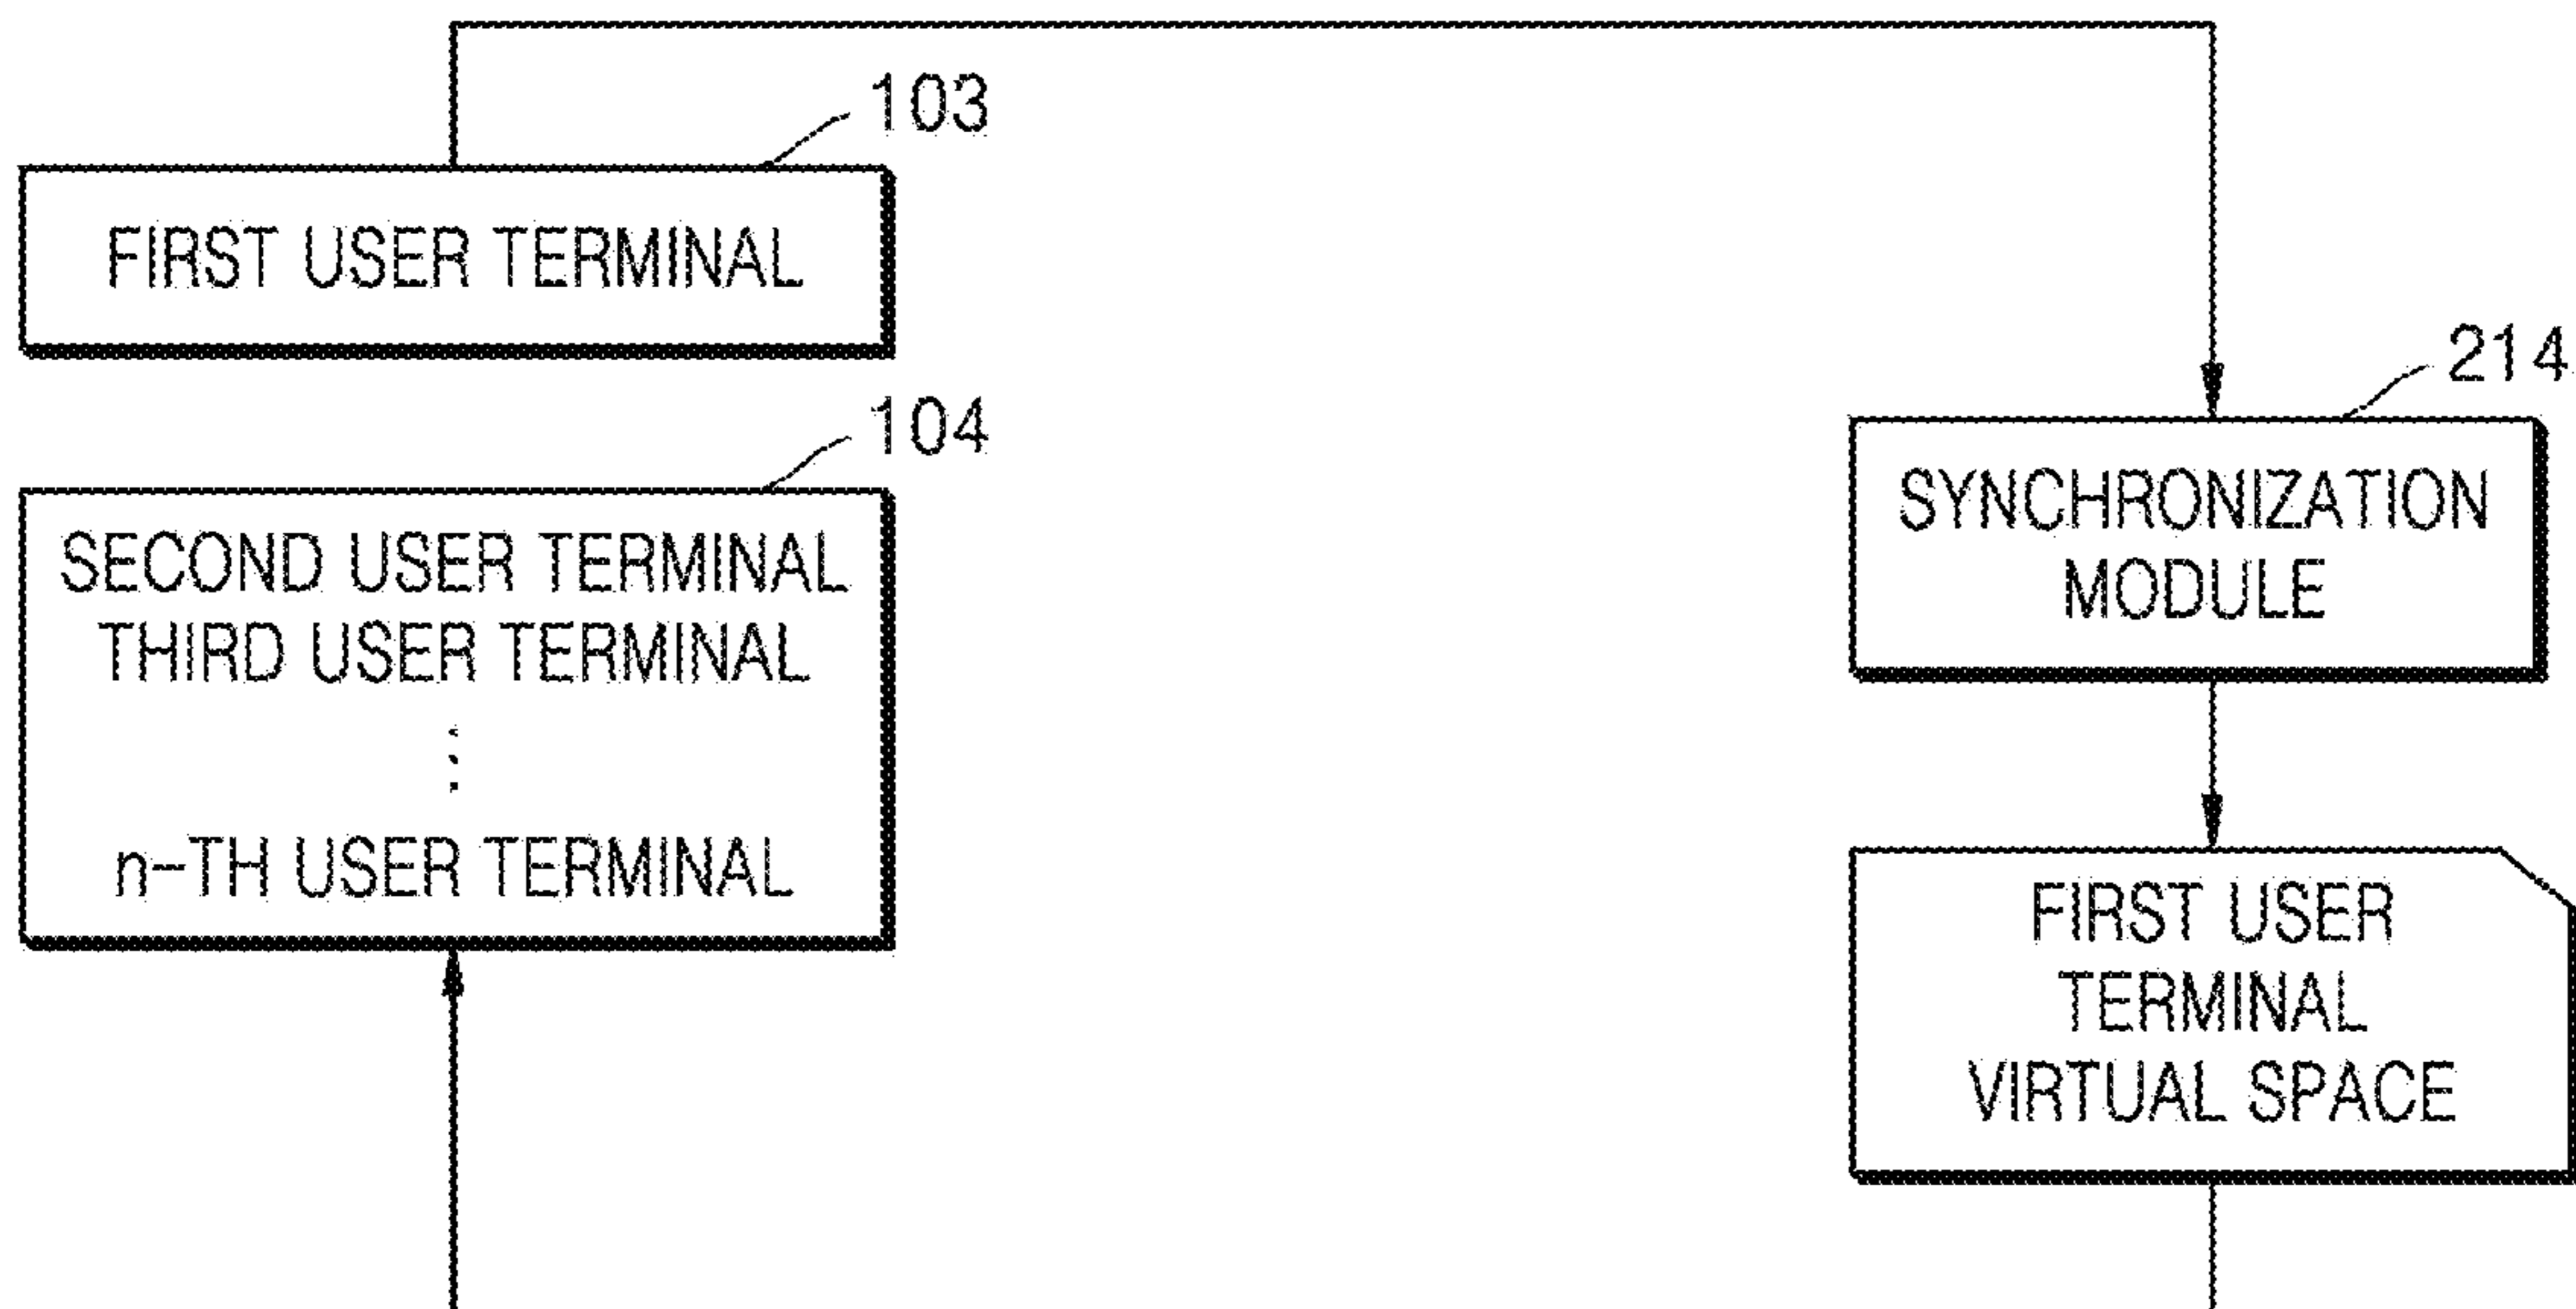 103
FIRST USER TERMINAL
104
SECOND USER TERMINAL
THIRD USER TERMINAL
⋮
n-TH USER TERMINAL
214
SYNCHRONIZATION
MODULE
FIRST USER
TERMINAL
VIRTUAL SPACE